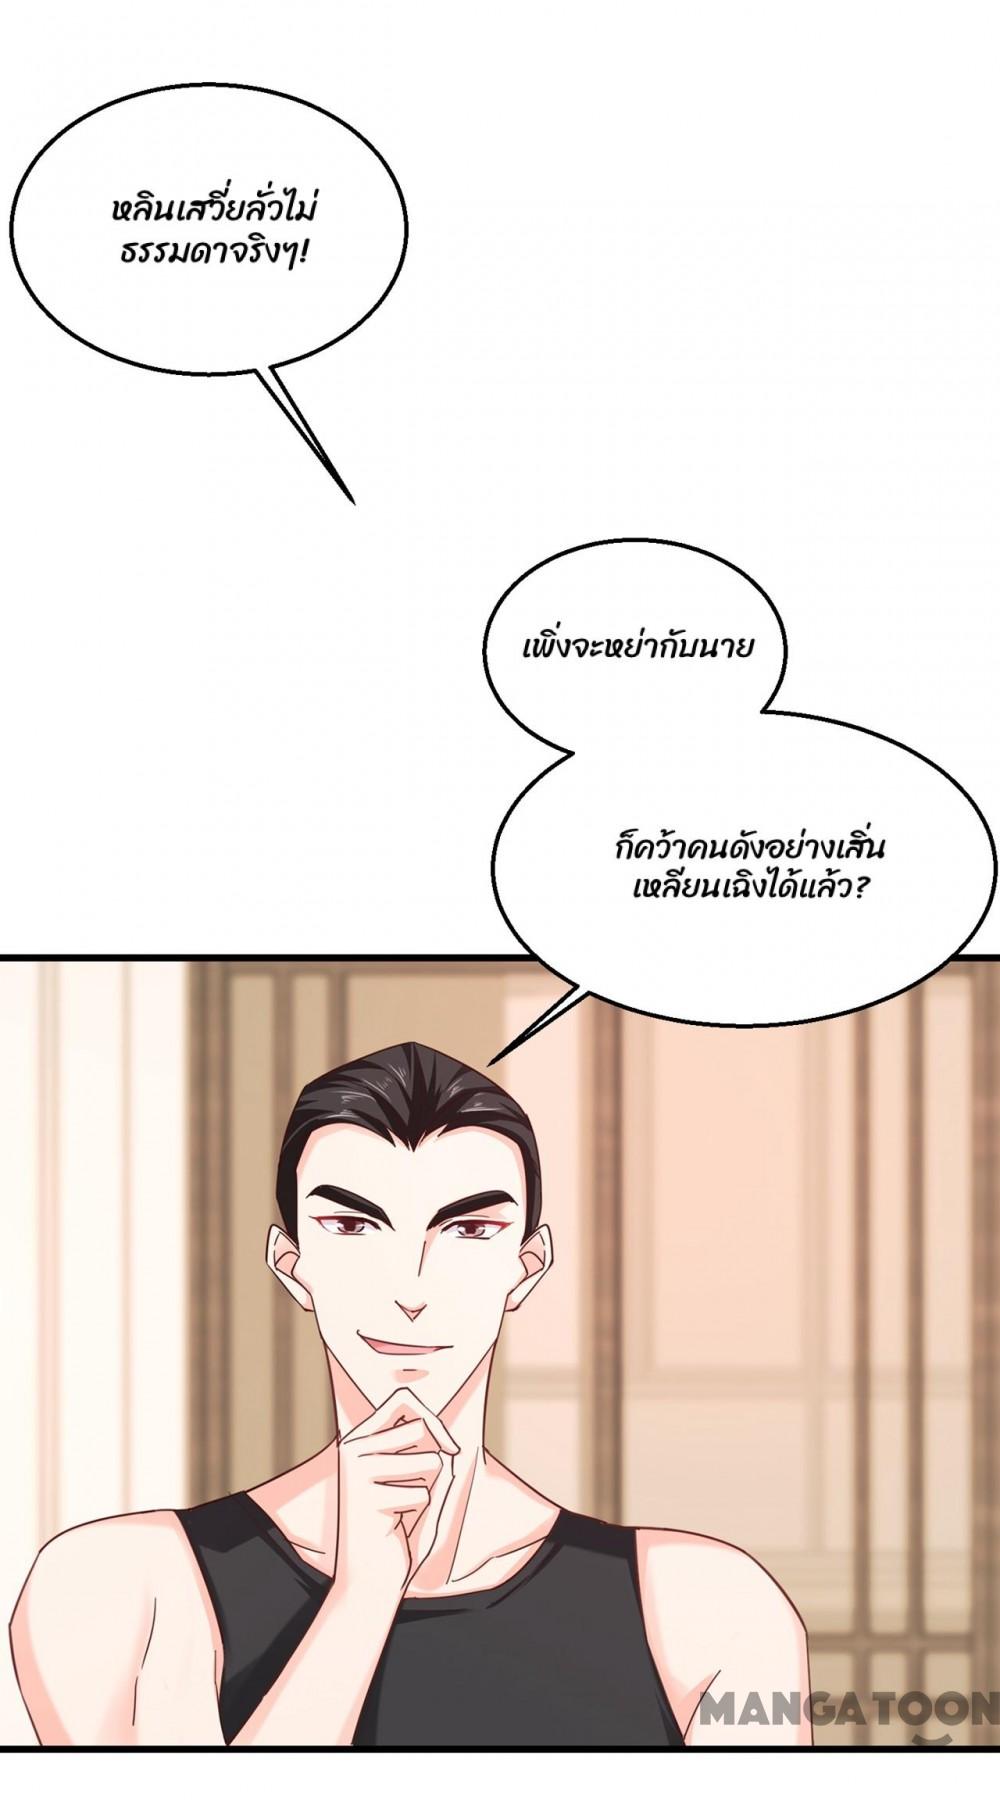 หลินเสวี่ยลั่วไม่
ธรรมดาจริงๆ!
เพิ่งจะหย่ากับนาย
ก็คว้าคนดังอย่างเสิ่น
เหลียนเฉิงได้แล้ว?
MANGATOON